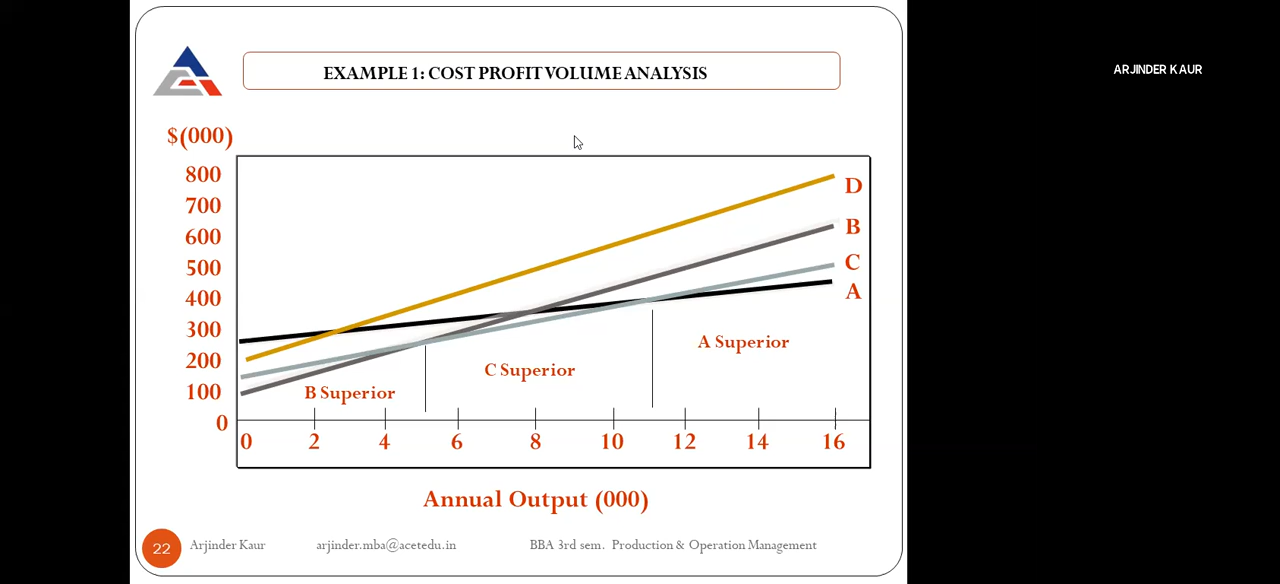 ARJINDER KAUR
EXAMPLE 1: COST PROFIT VOLUME ANALYSIS
$(000)
800
700
600
500
400
300
200
100
0
D
B
C
A
A Superior
C Superior
B Superior
0 2 4 6 8 10 12 14 16
Annual Output (000)
22 Arjinder Kaur arjinder.mba@acetedu.in BBA 3rd sem. Production & Operation Management